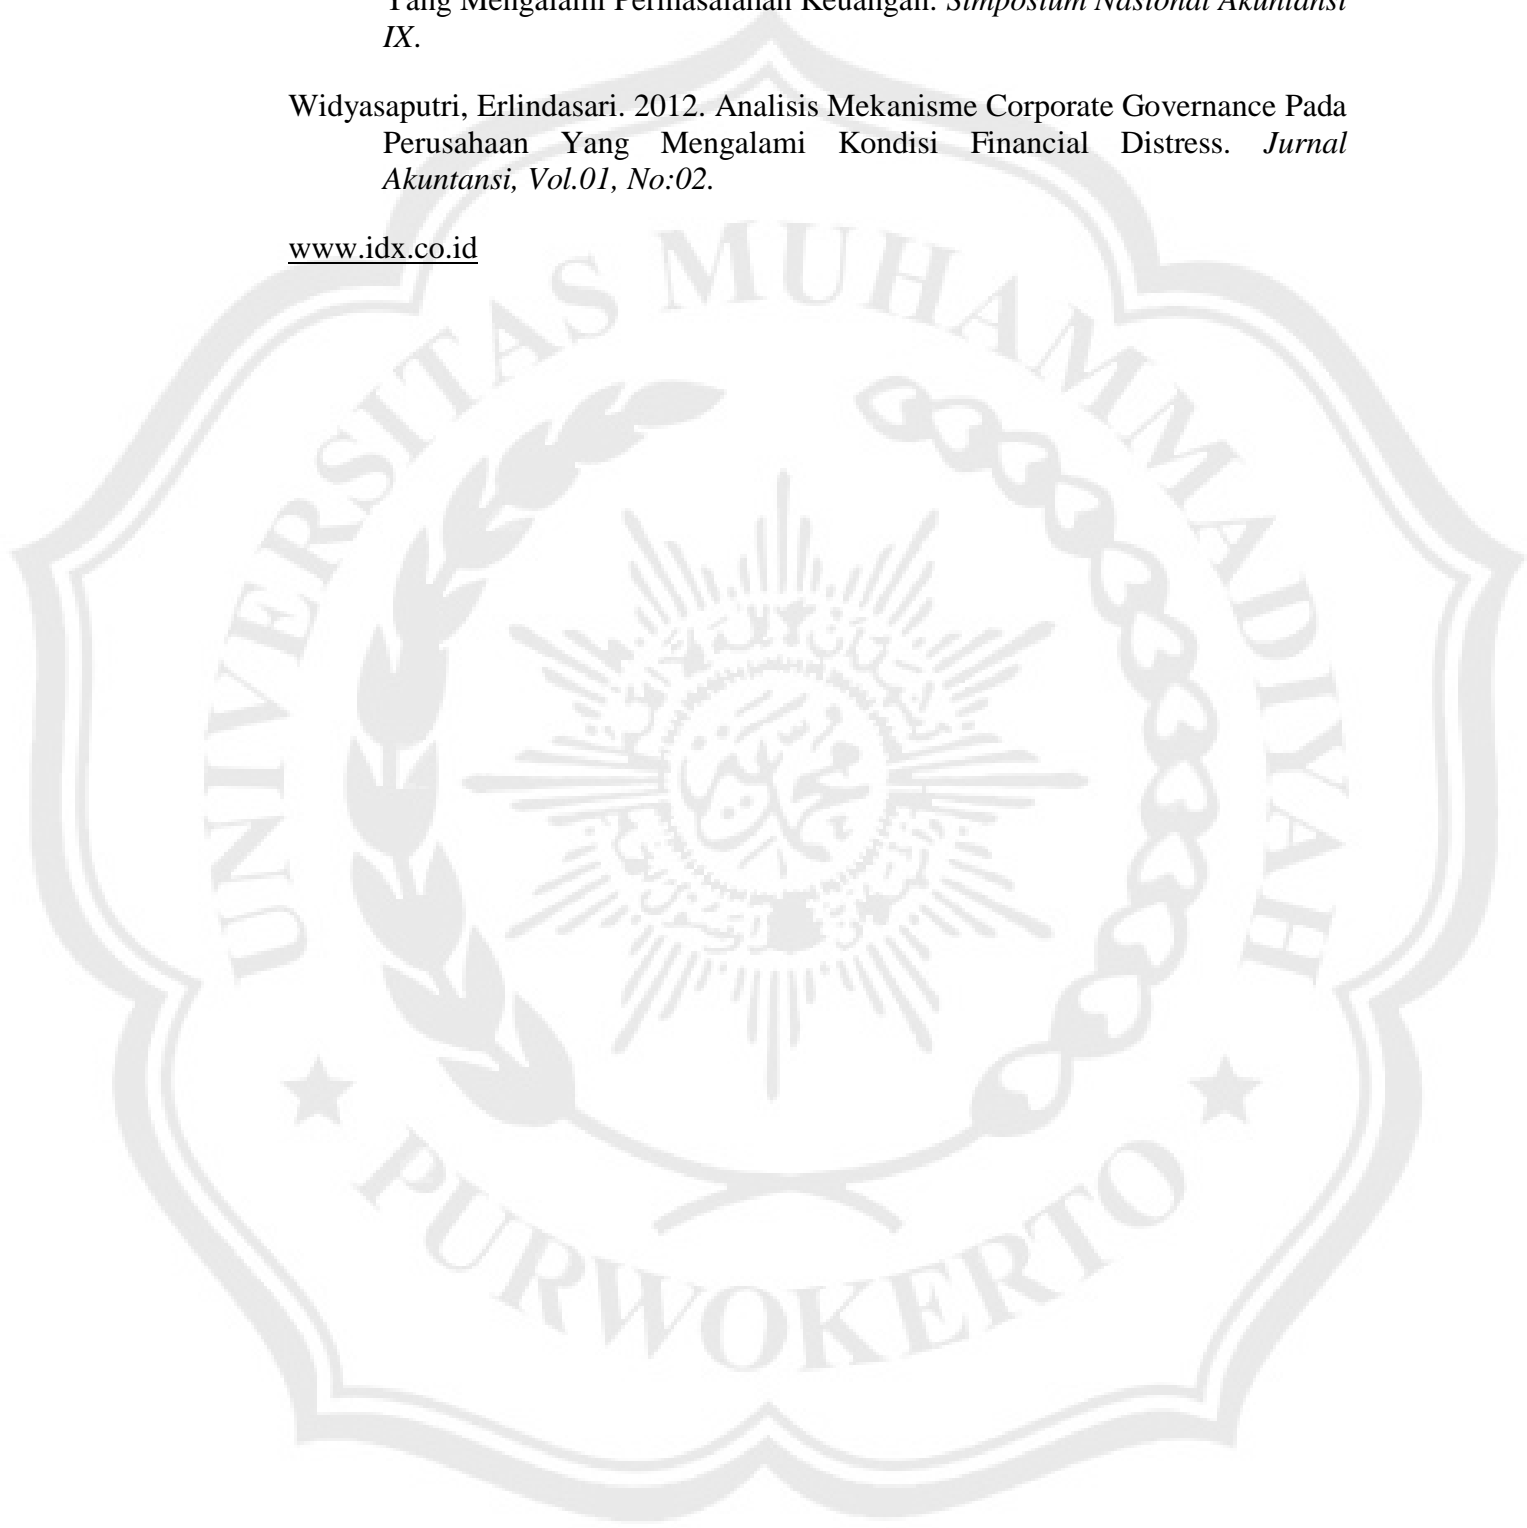 Yang Mengalami Permasalahan Keuangan. Simposium Nasional Akuntansi
IX.
Widyasaputri, Erlindasari. 2012. Analisis Mekanisme Corporate Governance Pada
Perusahaan Yang Mengalami Kondisi Financial Distress. Jurnal
Akuntansi, Vol.01, No:02.
www.idx.co.id
UNIVERSITAS MUHAMMADIYAH
محمدية
PURWOKERTO